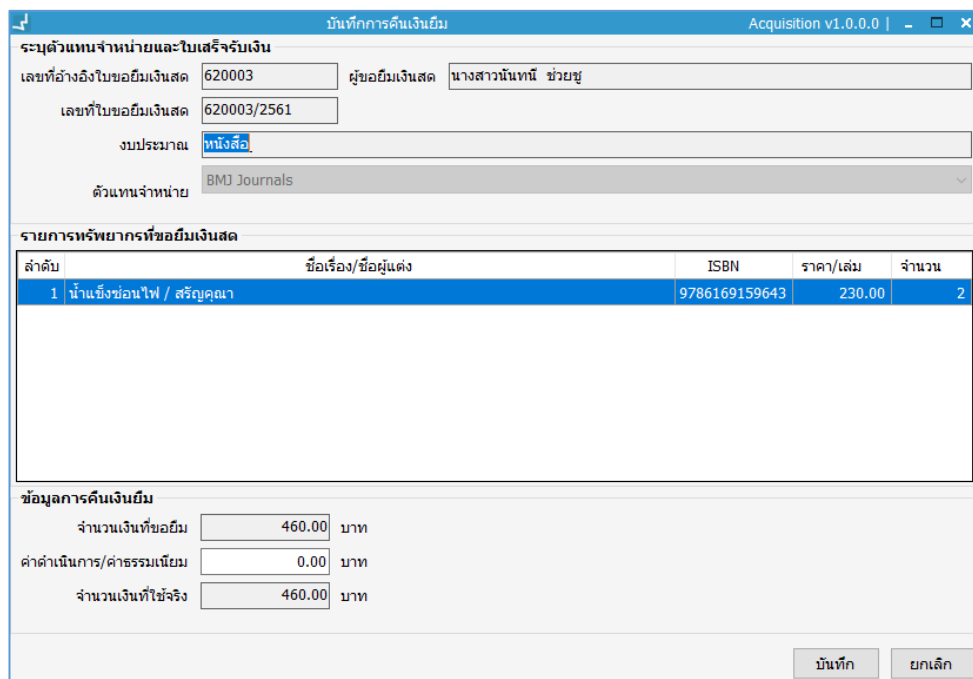 บันทึกการคืนเงินยืม Acquisition v1.0.0.0 |
ระบุตัวแทนจำหน่ายและใบเสร็จรับเงิน
เลขที่อ้างอิงใบขอยืมเงินสด 620003 ผู้ขอยืมเงินสด นางสาวนันทนี ช่วยชู
เลขที่ใบขอยืมเงินสด 620003/2561
งบประมาณ หนังสือ
ตัวแทนจำหน่าย BMJ Journals
รายการทรัพยากรที่ขอยืมเงินสด
ลำดับ ชื่อเรื่อง/ชื่อผู้แต่ง ISBN ราคา/เล่ม จำนวน
1 น้ำแข็งซ่อนไฟ / สรัญคุณา 9786169159643 230.00 2
ข้อมูลการคืนเงินยืม
จำนวนเงินที่ขอยืม 460.00 บาท
ค่าดำเนินการ/ค่าธรรมเนียม 0.00 บาท
จำนวนเงินที่ใช้จริง 460.00 บาท
บันทึก ยกเลิก